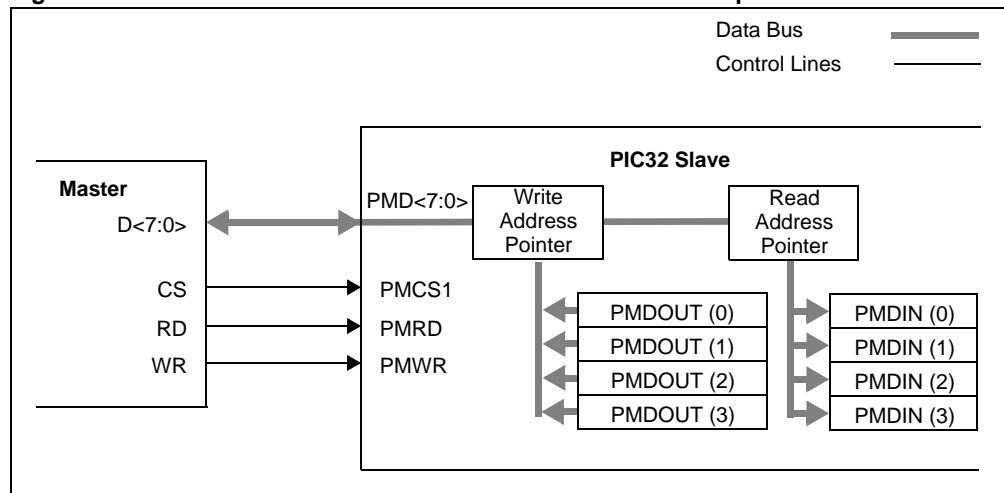 Data Bus
Control Lines
PIC32 Slave
Master
PMD<7:0>
Write
Address
Pointer
Read
Address
Pointer
D<7:0>
CS
PMCS1
RD
PMRD
WR
PMWR
PMDOUT (0)
PMDOUT (1)
PMDOUT (2)
PMDOUT (3)
PMDIN (0)
PMDIN (1)
PMDIN (2)
PMDIN (3)